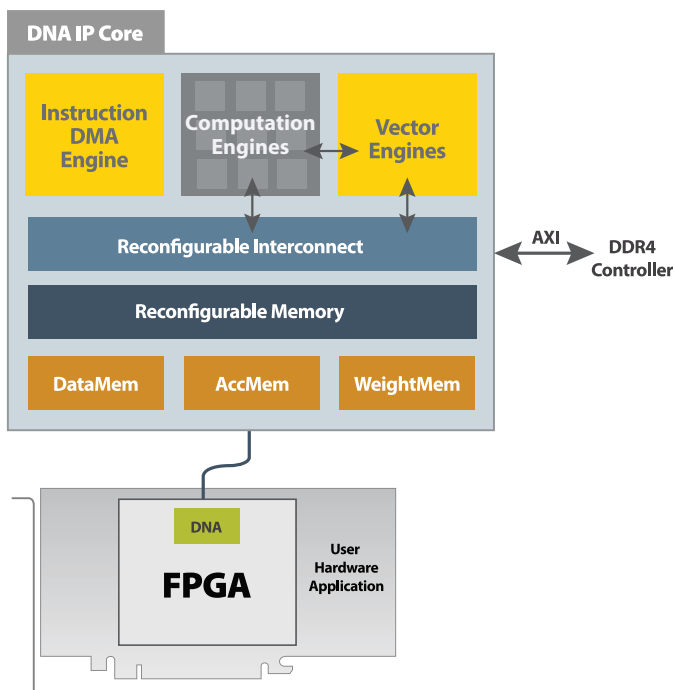 DNA IP Core
Instruction
DMA
Engine
Computation
Engines
Vector
Engines
Reconfigurable Interconnect
AXI
DDR4
Controller
Reconfigurable Memory
DataMem
AccMem
WeightMem
DNA
FPGA
User
Hardware
Application